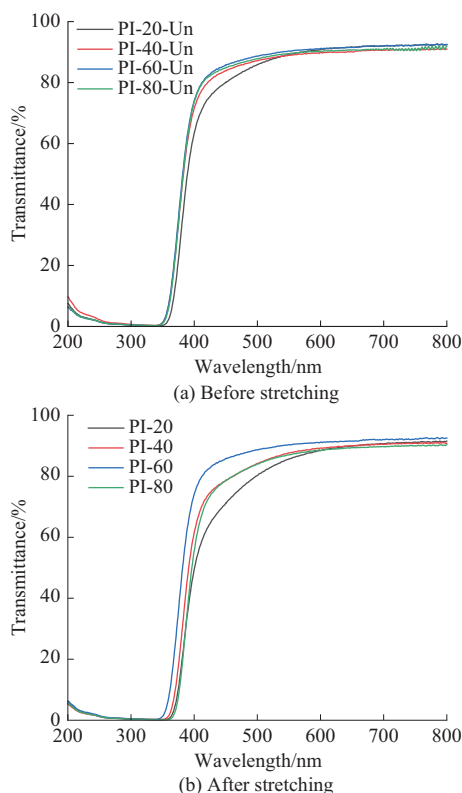 PI-20-Un
PI-40-Un
PI-60-Un
PI-80-Un
Transmittance/%
100
80
60
40
20
0
200 300 400 500 600 700 800
Wavelength/nm
(a) Before stretching
PI-20
PI-40
PI-60
PI-80
Transmittance/%
100
80
60
40
20
0
200 300 400 500 600 700 800
Wavelength/nm
(b) After stretching